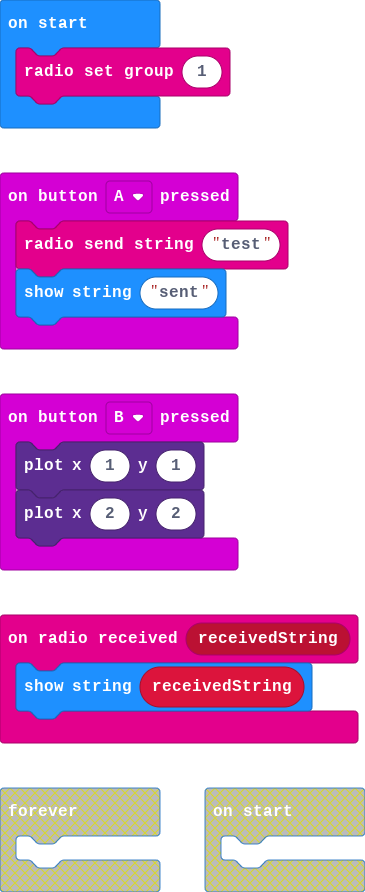 on start
radio set group 1
on button A pressed
radio send string "test"
show string "sent"
on button B pressed
plot x 1 y 1
plot x 2 y 2
on radio received receivedString
show string receivedString
forever on start